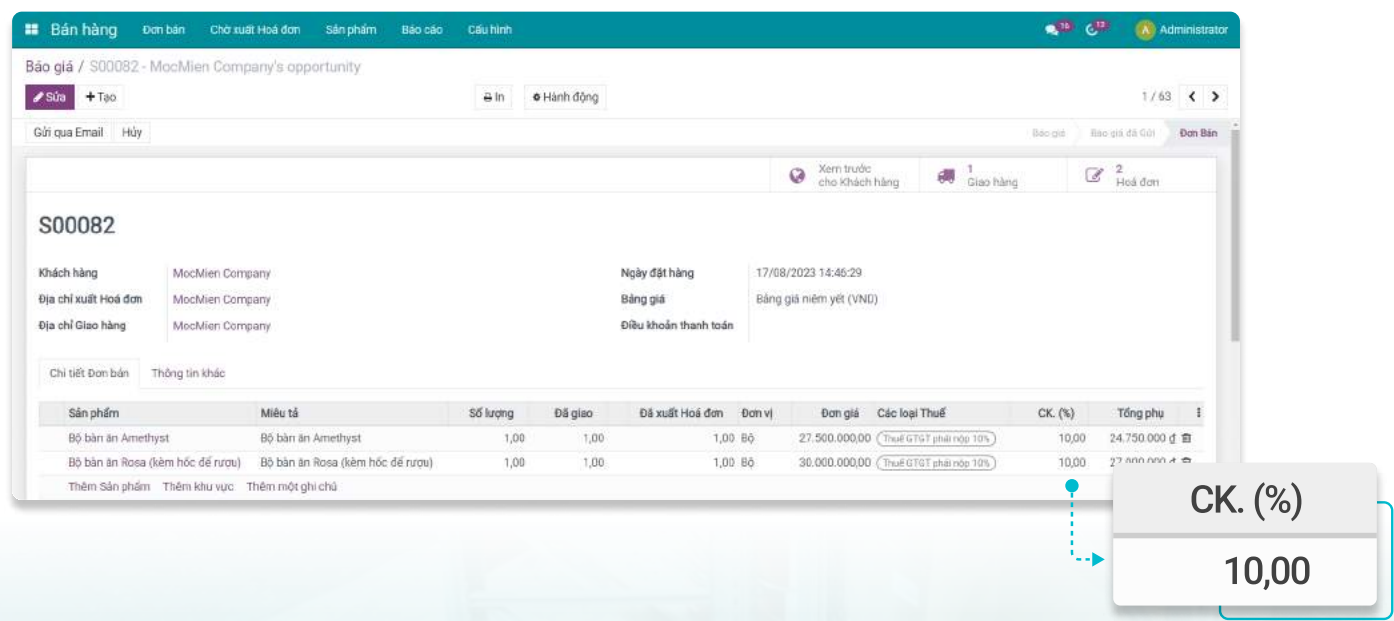 Bán hàng Đơn bán Chờ xuất Hoá đơn Sản phẩm Báo cáo Cấu hình 16 12 A Administrator
Báo giá / S00082 - MocMien Company's opportunity
Sửa + Tạo In Hành động 1 / 63
Gửi qua Email Hủy Báo giá Báo giá đã Gửi Đơn Bán
Xem trước 1 2
cho Khách hàng Giao hàng Hoá đơn
S00082
Khách hàng MocMien Company Ngày đặt hàng 17/08/2023 14:46:29
Địa chỉ xuất Hoá đơn MocMien Company Bảng giá Bảng giá niêm yết (VND)
Địa chỉ Giao hàng MocMien Company Điều khoản thanh toán
Chi tiết Đơn bán Thông tin khác
Sản phẩm Miêu tả Số lượng Đã giao Đã xuất Hoá đơn Đơn vị Đơn giá Các loại Thuế CK. (%) Tổng phụ
Bộ bàn ăn Amethyst Bộ bàn ăn Amethyst 1,00 1,00 1,00 Bộ 27.500.000,00 Thuế GTGT phải nộp 10% 10,00 24.750.000 ₫
Bộ bàn ăn Rosa (kèm hốc để rượu) Bộ bàn ăn Rosa (kèm hốc để rượu) 1,00 1,00 1,00 Bộ 30.000.000,00 Thuế GTGT phải nộp 10% 10,00 27.000.000 ₫
Thêm Sản phẩm Thêm khu vực Thêm một ghi chú
CK. (%)
10,00